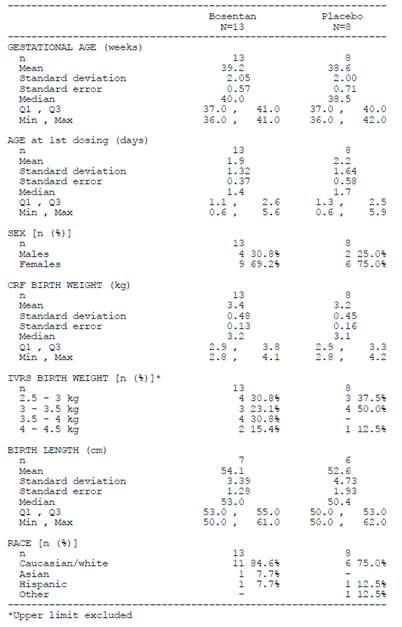 Bosentan Placebo
N=13 N=8
GESTATIONAL AGE (weeks)
n 13 8
Mean 39.2 38.6
Standard deviation 2.05 2.00
Standard error 0.57 0.71
Median 40.0 38.5
Q1 , Q3 37.0 , 41.0 37.0 , 40.0
Min , Max 36.0 , 41.0 36.0 , 42.0
AGE at 1st dosing (days)
n 13 8
Mean 1.9 2.2
Standard deviation 1.32 1.64
Standard error 0.37 0.58
Median 1.4 1.7
Q1 , Q3 1.1 , 2.6 1.3 , 2.5
Min , Max 0.6 , 5.6 0.6 , 5.9
SEX [n (%)]
n 13 8
Males 4 30.8% 2 25.0%
Females 9 69.2% 6 75.0%
CRF BIRTH WEIGHT (kg)
n 13 8
Mean 3.4 3.2
Standard deviation 0.48 0.45
Standard error 0.13 0.16
Median 3.2 3.1
Q1 , Q3 2.9 , 3.8 2.9 , 3.3
Min , Max 2.8 , 4.1 2.8 , 4.2
IVRS BIRTH WEIGHT [n (%)]*
n 13 8
2.5 - 3 kg 4 30.8% 3 37.5%
3 - 3.5 kg 3 23.1% 4 50.0%
3.5 - 4 kg 4 30.8% -
4 - 4.5 kg 2 15.4% 1 12.5%
BIRTH LENGTH (cm)
n 7 6
Mean 54.1 52.6
Standard deviation 3.39 4.73
Standard error 1.28 1.93
Median 53.0 50.4
Q1 , Q3 53.0 , 55.0 50.0 , 53.0
Min , Max 50.0 , 61.0 50.0 , 62.0
RACE [n (%)]
n 13 8
Caucasian/white 11 84.6% 6 75.0%
Asian 1 7.7% -
Hispanic 1 7.7% 1 12.5%
Other - 1 12.5%
*Upper limit excluded